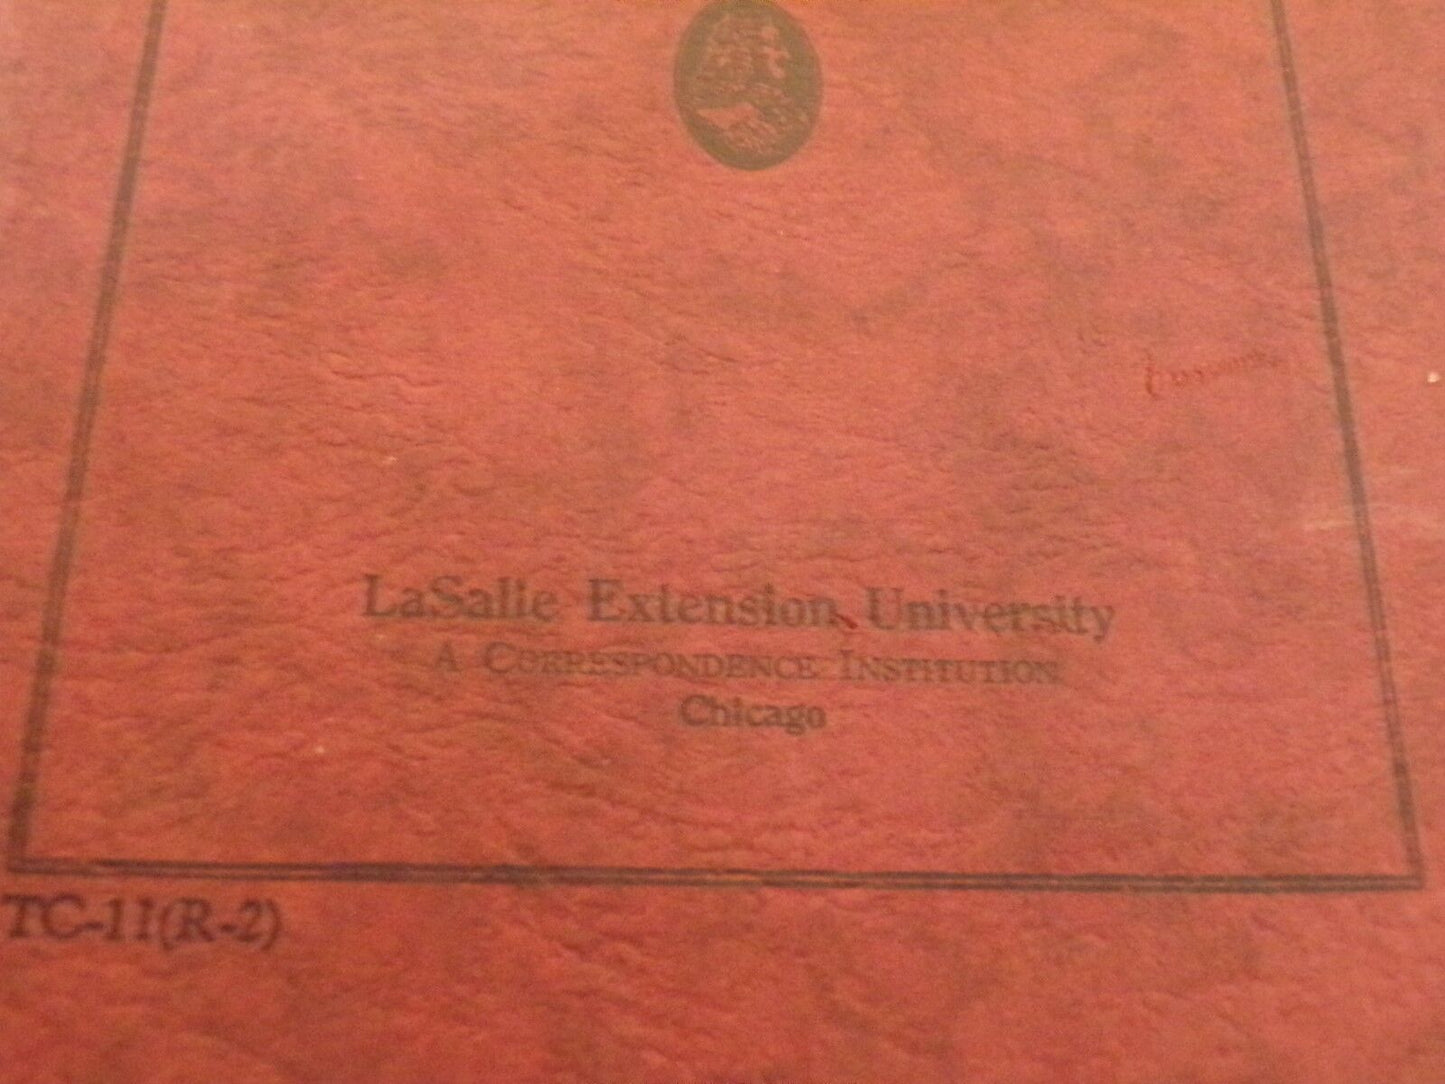 LaSalle Extension University
A CORRESPONDENCE INSTITUTION
Chicago
TC-11(R-2)